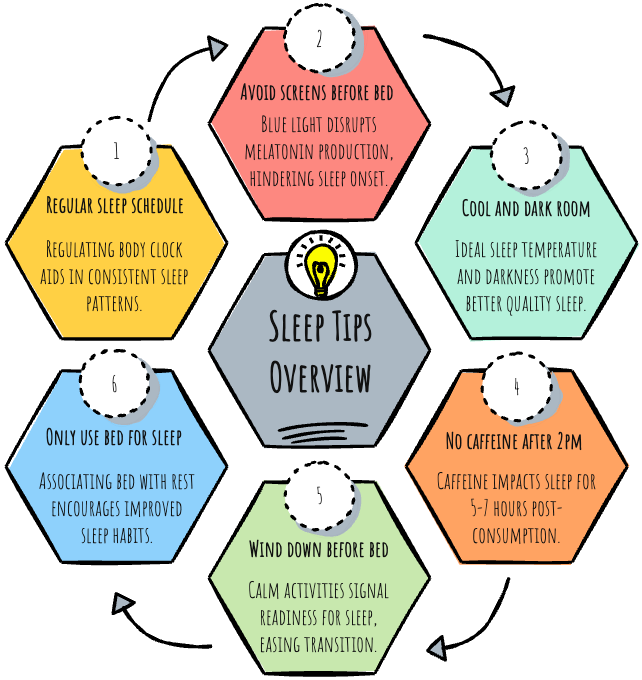 1
REGULAR SLEEP SCHEDULE
REGULATING BODY CLOCK
AIDS IN CONSISTENT SLEEP
PATTERNS.
2
AVOID SCREENS BEFORE BED
BLUE LIGHT DISRUPTS
MELATONIN PRODUCTION,
HINDERING SLEEP ONSET.
3
COOL AND DARK ROOM
IDEAL SLEEP TEMPERATURE
AND DARKNESS PROMOTE
BETTER QUALITY SLEEP.
SLEEP TIPS
OVERVIEW
4
NO CAFFEINE AFTER 2PM
CAFFEINE IMPACTS SLEEP FOR
5-7 HOURS POST-
CONSUMPTION.
5
WIND DOWN BEFORE BED
CALM ACTIVITIES SIGNAL
READINESS FOR SLEEP,
EASING TRANSITION.
6
ONLY USE BED FOR SLEEP
ASSOCIATING BED WITH REST
ENCOURAGES IMPROVED
SLEEP HABITS.